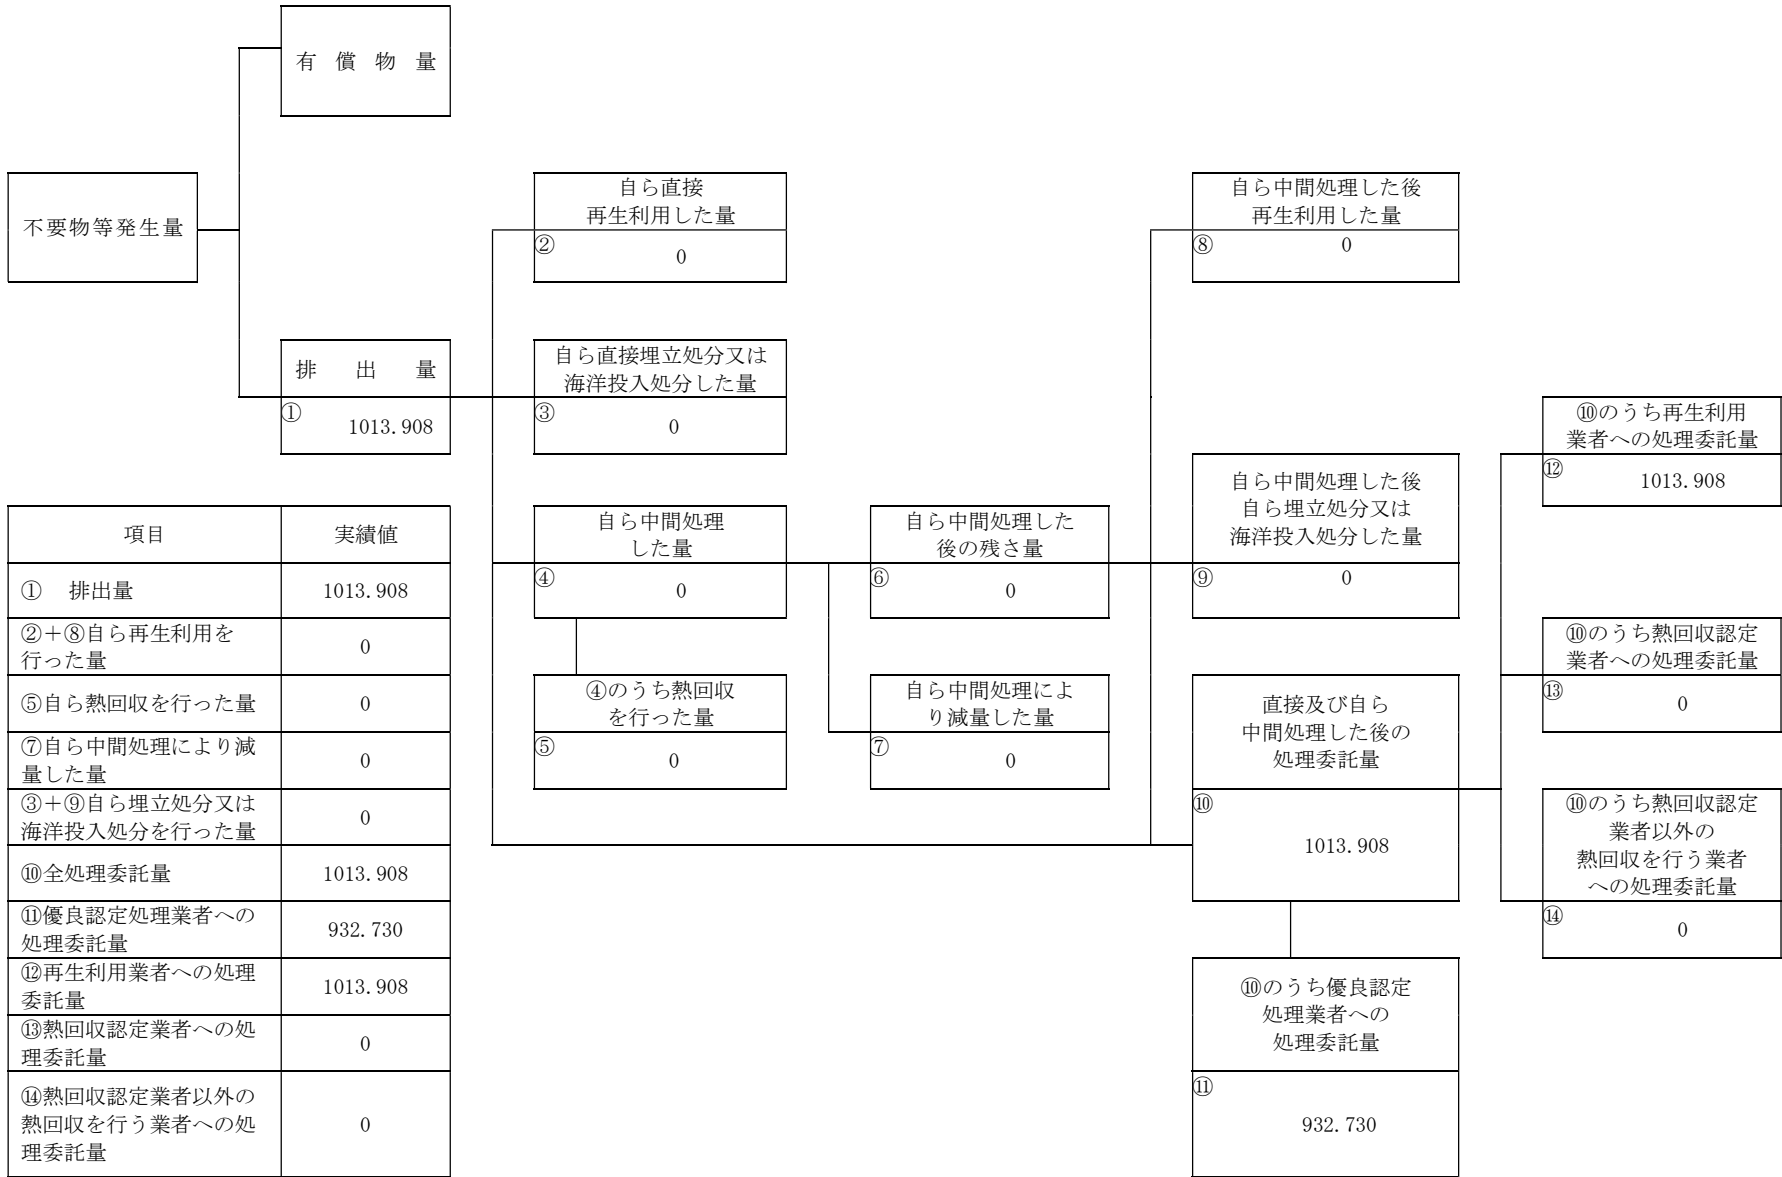 有 償 物 量
不要物等発生量
自ら直接
再生利用した量
② 0
自ら中間処理した後
再生利用した量
⑧ 0
排 出 量
① 1013.908
自ら直接埋立処分又は
海洋投入処分した量
③ 0
⑩のうち再生利用
業者への処理委託量
⑫ 1013.908
自ら中間処理
した量
④ 0
自ら中間処理した
後の残さ量
⑥ 0
自ら中間処理した後
自ら埋立処分又は
海洋投入処分した量
⑨ 0
⑩のうち熱回収認定
業者への処理委託量
⑬ 0
④のうち熱回収
を行った量
⑤ 0
自ら中間処理によ
り減量した量
⑦ 0
直接及び自ら
中間処理した後の
処理委託量
⑩ 1013.908
⑩のうち熱回収認定
業者以外の
熱回収を行う業者
への処理委託量
⑭ 0
⑩のうち優良認定
処理業者への
処理委託量
⑪ 932.730
項目 実績値
① 排出量 1013.908
②+⑧自ら再生利用を
行った量 0
⑤自ら熱回収を行った量 0
⑦自ら中間処理により減
量した量 0
③+⑨自ら埋立処分又は
海洋投入処分を行った量 0
⑩全処理委託量 1013.908
⑪優良認定処理業者への
処理委託量 932.730
⑫再生利用業者への処理
委託量 1013.908
⑬熱回収認定業者への処
理委託量 0
⑭熱回収認定業者以外の
熱回収を行う業者への処
理委託量 0